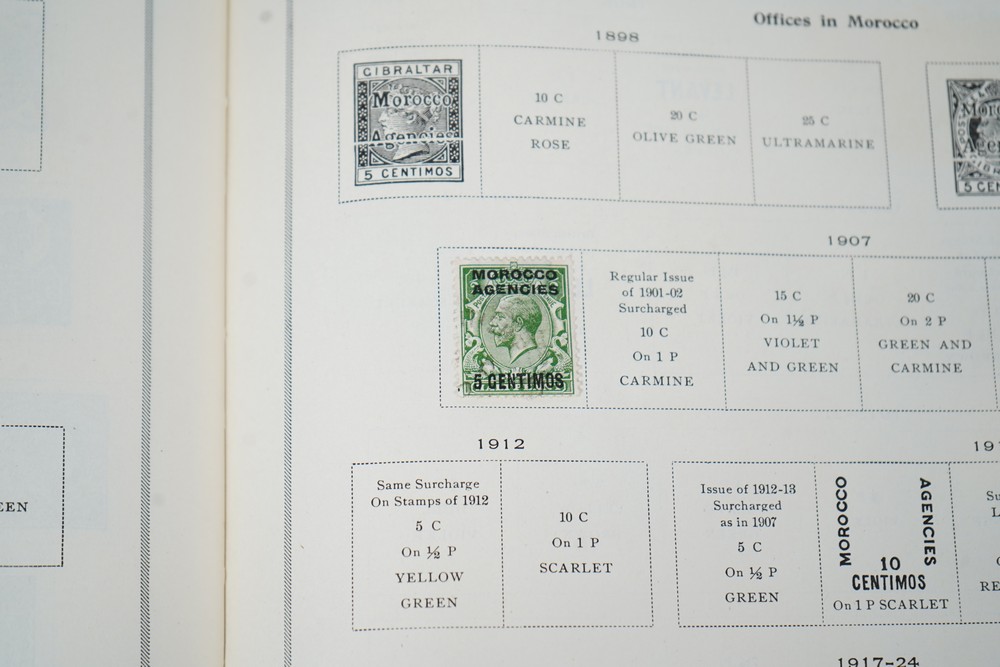 Offices in Morocco
1898
GIBRALTAR
Morocco
Agencies
5 CENTIMOS
10 C
CARMINE
ROSE
20 C
OLIVE GREEN
25 C
ULTRAMARINE
5 CEN
1907
MOROCCO
AGENCIES
5 CENTIMOS
Regular Issue
of 1901-02
Surcharged
10 C
On 1 P
CARMINE
15 C
On 1½ P
VIOLET
AND GREEN
20 C
On 2 P
GREEN AND
CARMINE
EEN
1912
Same Surcharge
On Stamps of 1912
5 C
On ½ P
YELLOW
GREEN
10 C
On 1 P
SCARLET
Issue of 1912-13
Surcharged
as in 1907
5 C
On ½ P
GREEN
MOROCCO
AGENCIES
10
CENTIMOS
On 1 P SCARLET
RE
1917-24